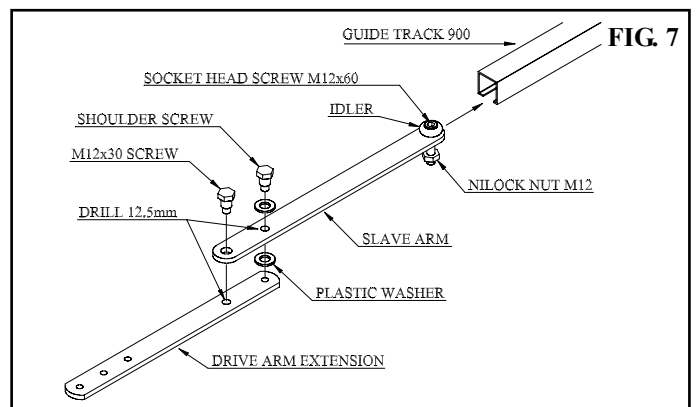 GUIDE TRACK 900
FIG. 7
SOCKET HEAD SCREW M12x60
IDLER
SHOULDER SCREW
M12x30 SCREW
NILOCK NUT M12
DRILL 12,5mm
SLAVE ARM
PLASTIC WASHER
DRIVE ARM EXTENSION